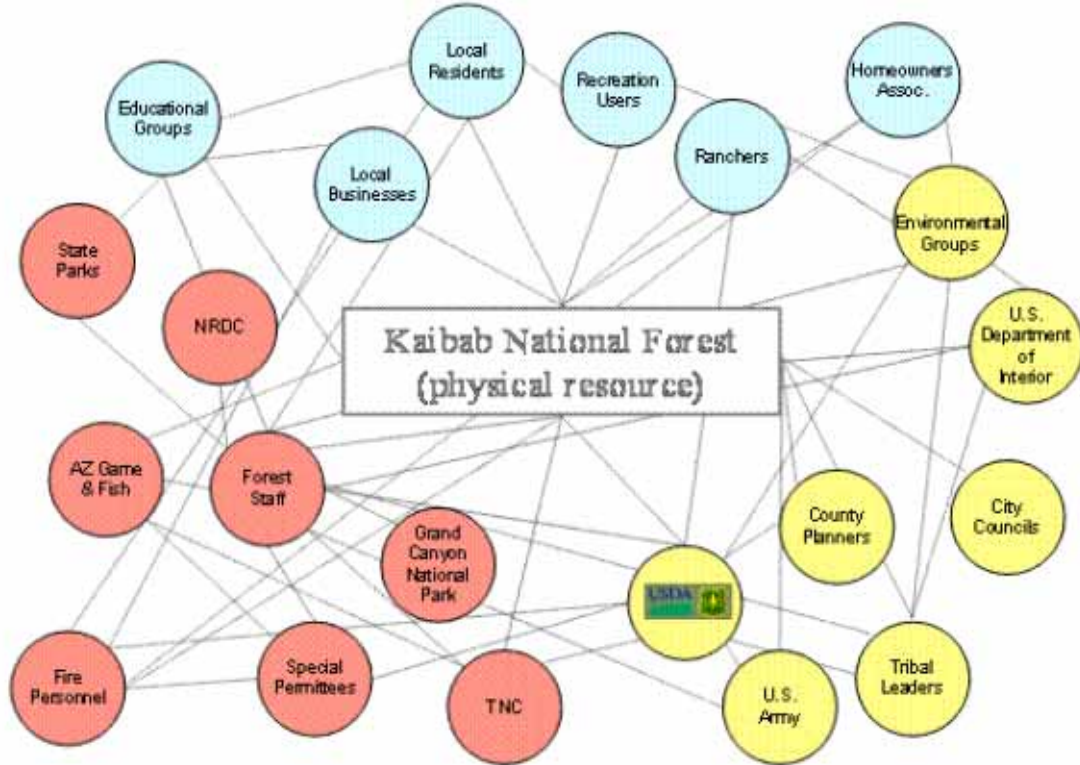 Local
Residents
Recreation
Users
Homeowners
Assoc.
Educational
Groups
Ranchers
Local
Businesses
Environmental
Groups
State
Parks
NRDC
Kaibab National Forest
(physical resource)
U.S.
Department
of
Interior
AZ Game
& Fish
Forest
Staff
Grand
Canyon
National
Park
County
Planners
City
Councils
USDA
Fire
Personnel
Special
Permittees
TNC
U.S.
Army
Tribal
Leaders